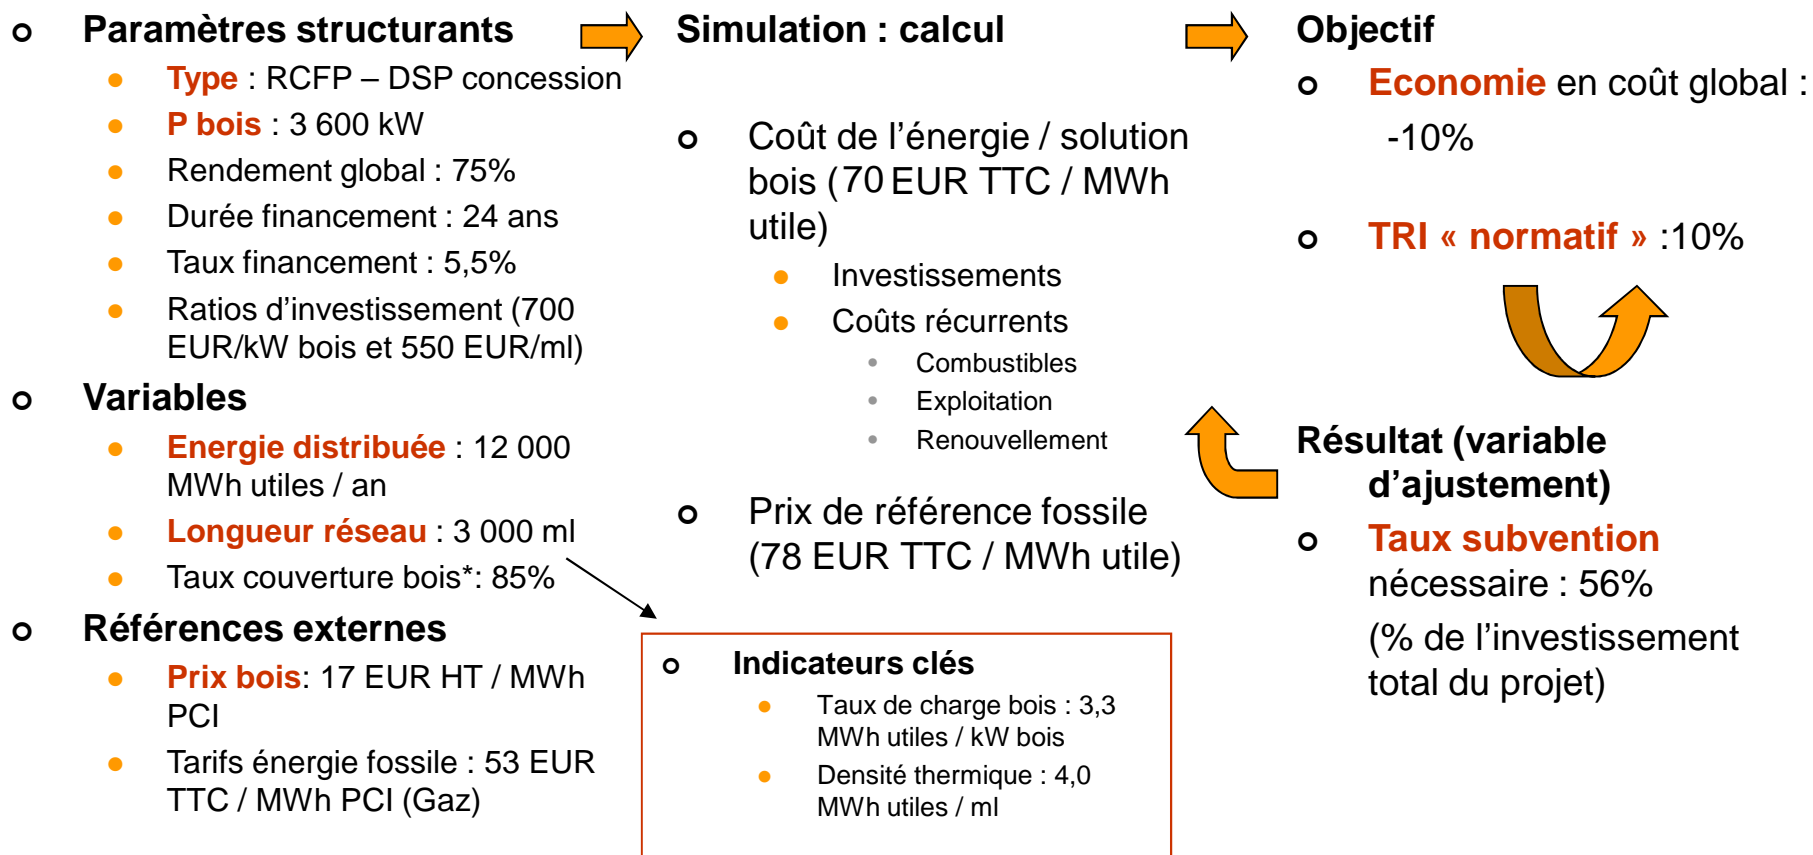 Paramètres structurants
Type : RCFP – DSP concession
P bois : 3 600 kW
Rendement global : 75%
Durée financement : 24 ans
Taux financement : 5,5%
Ratios d’investissement (700
EUR/kW bois et 550 EUR/ml)
Variables
Energie distribuée : 12 000
MWh utiles / an
Longueur réseau : 3 000 ml
Taux couverture bois*: 85%
Références externes
Prix bois: 17 EUR HT / MWh
PCI
Tarifs énergie fossile : 53 EUR
TTC / MWh PCI (Gaz)
Simulation : calcul
Coût de l’énergie / solution
bois (70 EUR TTC / MWh
utile)
Investissements
Coûts récurrents
Combustibles
Exploitation
Renouvellement
Prix de référence fossile
(78 EUR TTC / MWh utile)
Indicateurs clés
Taux de charge bois : 3,3
MWh utiles / kW bois
Densité thermique : 4,0
MWh utiles / ml
Objectif
Economie en coût global :
-10%
TRI « normatif » :10%
Résultat (variable
d’ajustement)
Taux subvention
nécessaire : 56%
(% de l’investissement
total du projet)